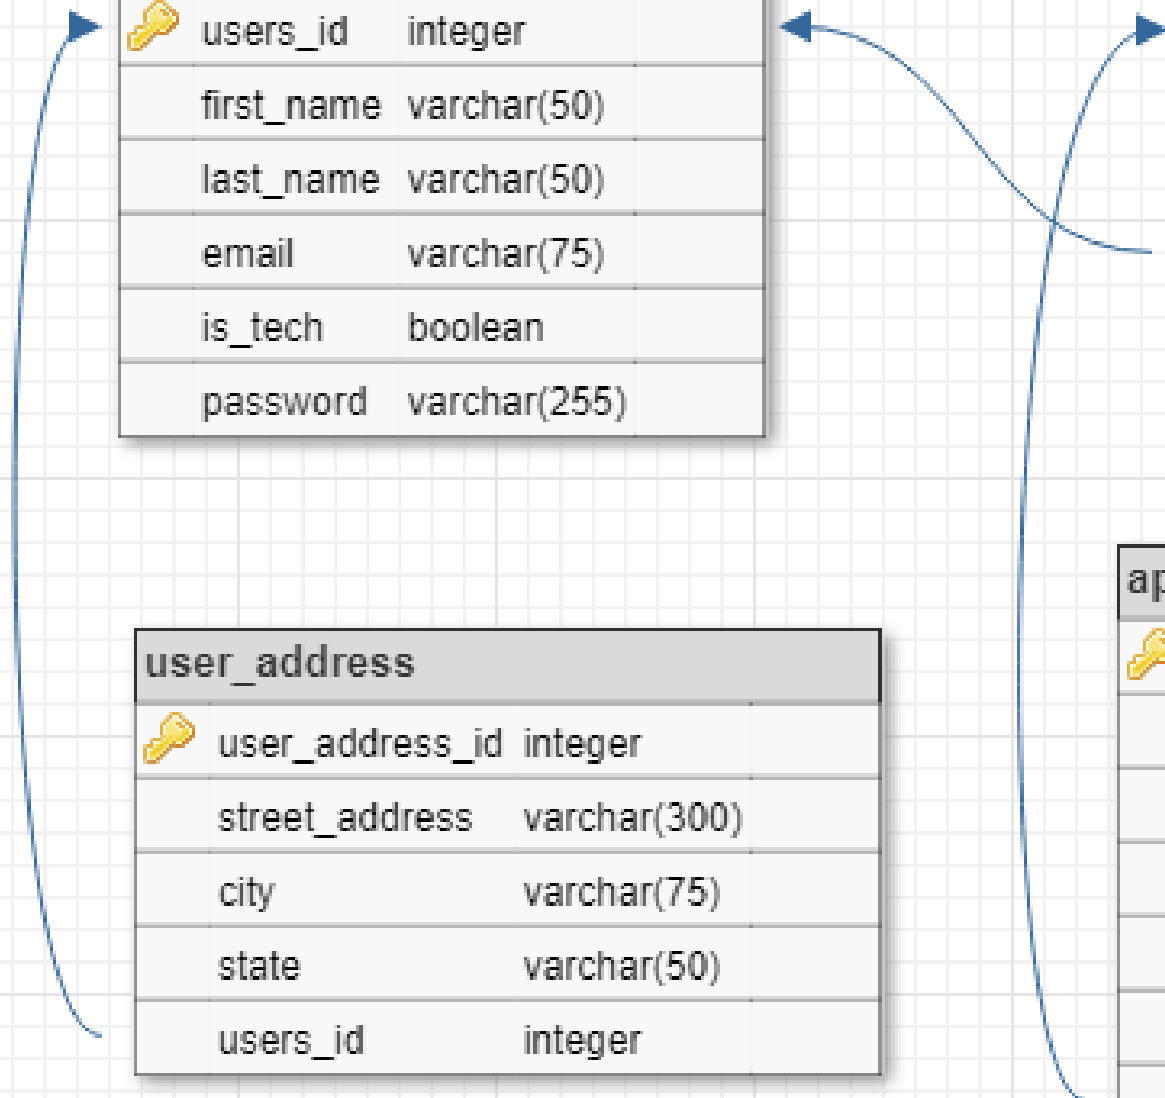 users_id integer
first_name varchar(50)
last_name varchar(50)
email varchar(75)
is_tech boolean
password varchar(255)
user_address
user_address_id integer
street_address varchar(300)
city varchar(75)
state varchar(50)
users_id integer